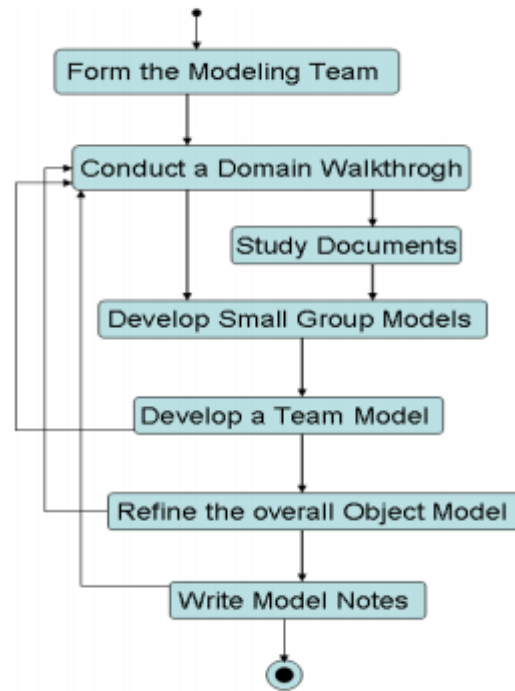 Form the Modeling Team
Conduct a Domain Walkthrogh
Study Documents
Develop Small Group Models
Develop a Team Model
Refine the overall Object Model
Write Model Notes